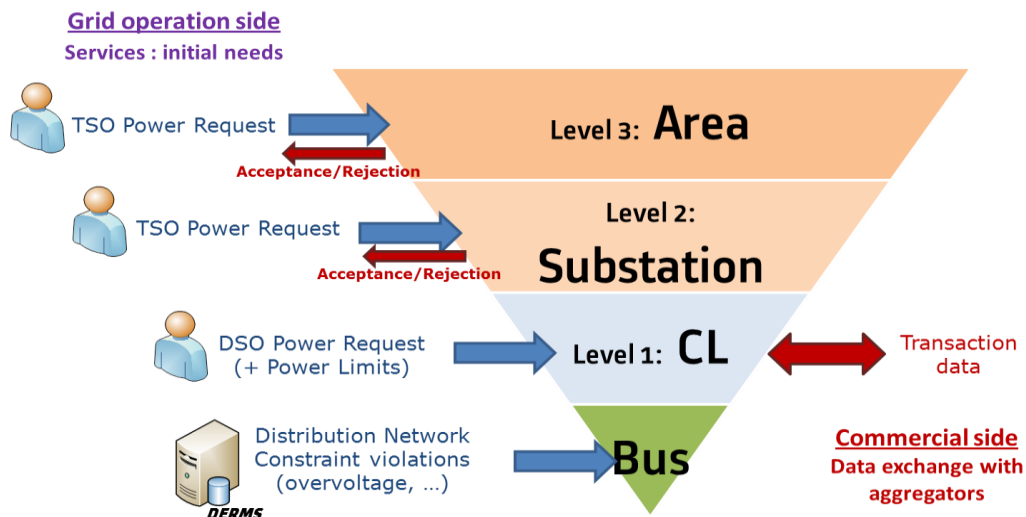 Grid operation side
Services : initial needs
TSO Power Request
Acceptance/Rejection
Level 3: Area
TSO Power Request
Acceptance/Rejection
Level 2:
Substation
DSO Power Request
(+ Power Limits)
Level 1: CL
Transaction
data
Distribution Network
Constraint violations
(overvoltage, ...)
DERMS
Bus
Commercial side
Data exchange with
aggregators